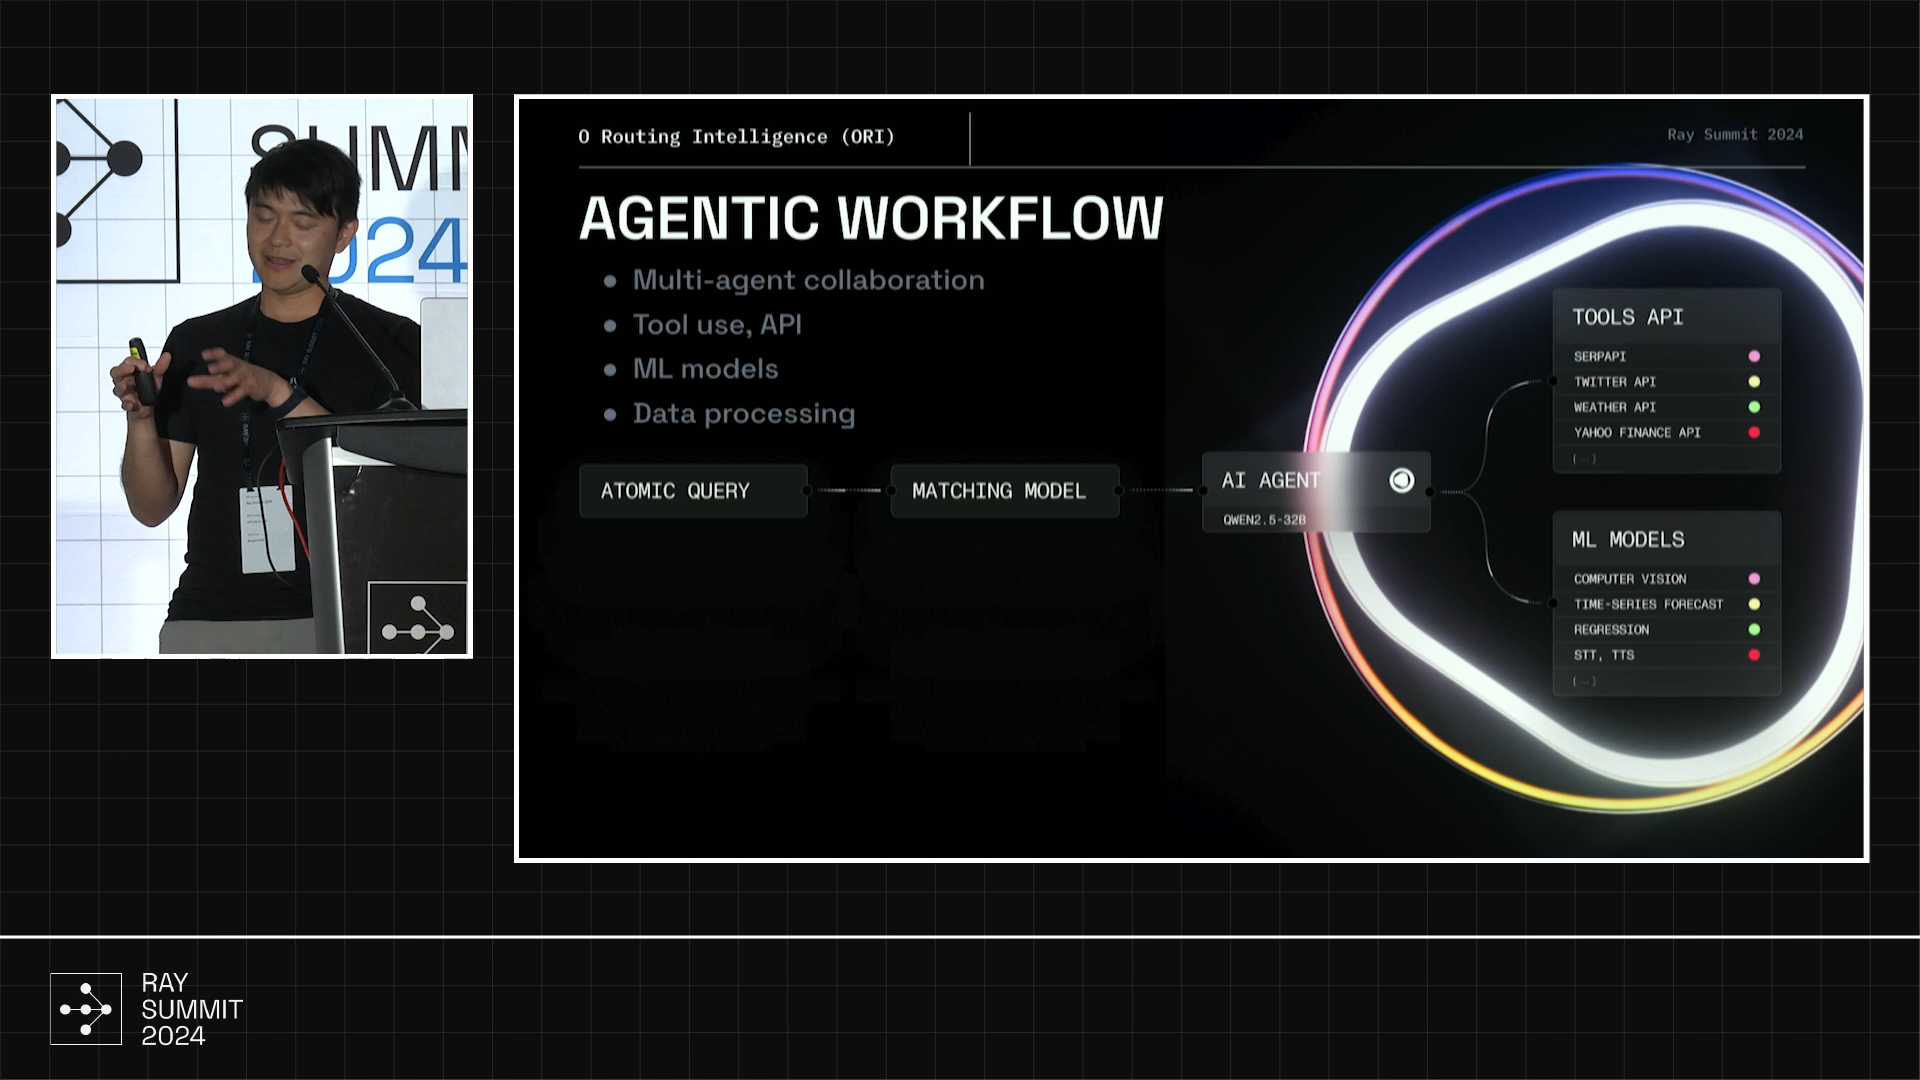 SUMM
2024
O Routing Intelligence (ORI)
Ray Summit 2024
AGENTIC WORKFLOW
• Multi-agent collaboration
• Tool use, API
• ML models
• Data processing
ATOMIC QUERY
MATCHING MODEL
AI AGENT
QWEN2.5-32B
TOOLS API
SERPAPI
TWITTER API
WEATHER API
YAHOO FINANCE API
[...]
ML MODELS
COMPUTER VISION
TIME-SERIES FORECAST
REGRESSION
STT, TTS
[...]
RAY
SUMMIT
2024